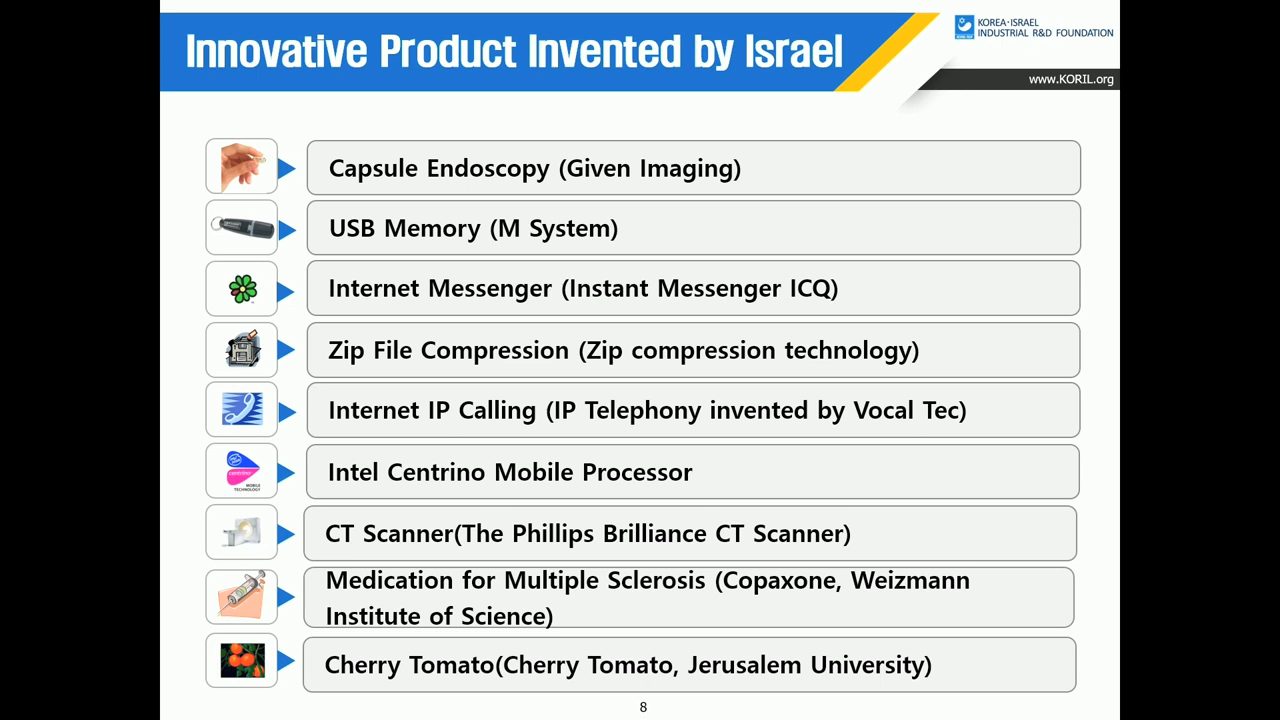 Innovative Product Invented by Israel
KOREA·ISRAEL
INDUSTRIAL R&D FOUNDATION
www.KORIL.org
Capsule Endoscopy (Given Imaging)
USB Memory (M System)
Internet Messenger (Instant Messenger ICQ)
Zip File Compression (Zip compression technology)
Internet IP Calling (IP Telephony invented by Vocal Tec)
Intel Centrino Mobile Processor
MOBILE
TECHNOLOGY
CT Scanner(The Phillips Brilliance CT Scanner)
Medication for Multiple Sclerosis (Copaxone, Weizmann
Institute of Science)
Cherry Tomato(Cherry Tomato, Jerusalem University)
8